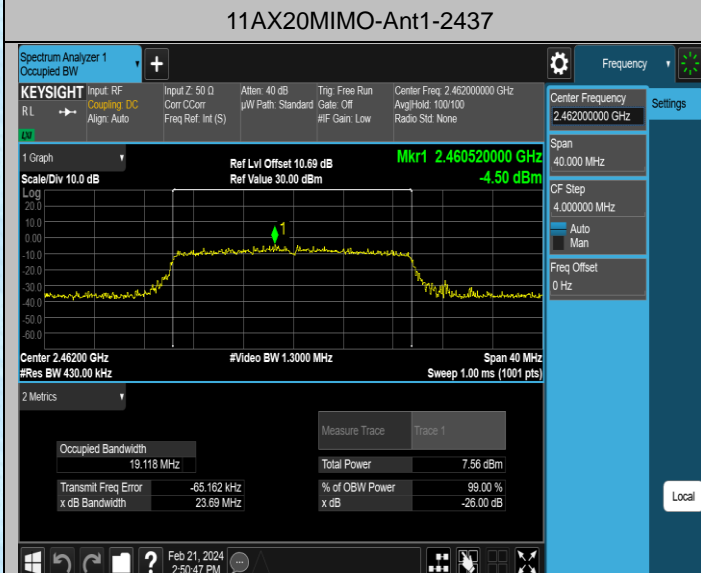 11AX20MIMO-Ant1-2437
Spectrum Analyzer 1
Occupied BW
+
Frequency
KEYSIGHT Input: RF Input Z: 50 Ω Atten: 40 dB Trig: Free Run Center Freq: 2.462000000 GHz
RL Coupling: DC Corr CCorr µW Path: Standard Gate: Off Avg|Hold: 100/100
Align: Auto Freq Ref: Int (S) #IF Gain: Low Radio Std: None
LXI
Center Frequency
2.462000000 GHz
Settings
Span
40.000 MHz
CF Step
4.000000 MHz
Auto
Man
Freq Offset
0 Hz
1 Graph
Ref Lvl Offset 10.69 dB Mkr1 2.460520000 GHz
Scale/Div 10.0 dB Ref Value 30.00 dBm -4.50 dBm
Log
20.0
10.0
0.00
-10.0
-20.0
-30.0
-40.0
-50.0
-60.0
1
Center 2.46200 GHz #Video BW 1.3000 MHz Span 40 MHz
#Res BW 430.00 kHz Sweep 1.00 ms (1001 pts)
2 Metrics
Measure Trace Trace 1
Occupied Bandwidth
19.118 MHz Total Power 7.56 dBm
Transmit Freq Error -65.162 kHz % of OBW Power 99.00 %
x dB Bandwidth 23.69 MHz x dB -26.00 dB
Local
? Feb 21, 2024
2:50:47 PM